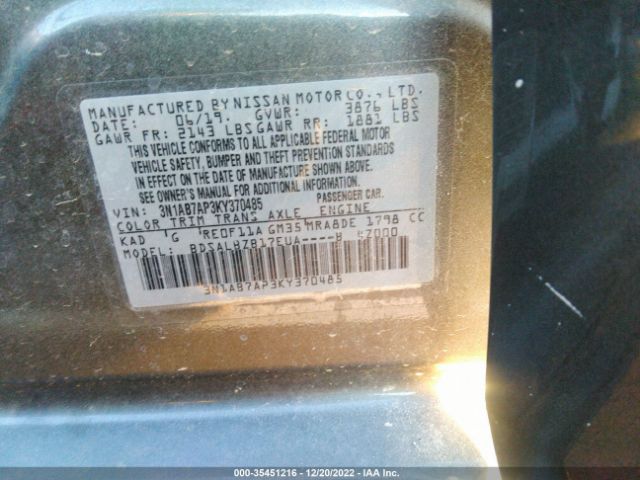 MANUFACTURED BY NISSAN MOTOR CO., LTD.
DATE: 06/19. GVWR: 3876 LBS
GAWR FR: 2143 LBS GAWR RR: 1881 LBS
THIS VEHICLE CONFORMS TO ALL APPLICABLE FEDERAL MOTOR
VEHICLE SAFETY, BUMPER AND THEFT PREVENTION STANDARDS
IN EFFECT ON THE DATE OF MANUFACTURE SHOWN ABOVE.
SEE OWNER'S MANUAL FOR ADDITIONAL INFORMATION.
VIN: 3N1AB7AP3KY370485 PASSENGER CAR.
COLOR TRIM TRANS AXLE ENGINE
KAD G RE0F11A GM35 MRA8DE 1798 CC
MODEL: BDSALBZB17EUA----B
3N1AB7AP3KY370485
000-35451216 - 12/20/2022 - IAA Inc.